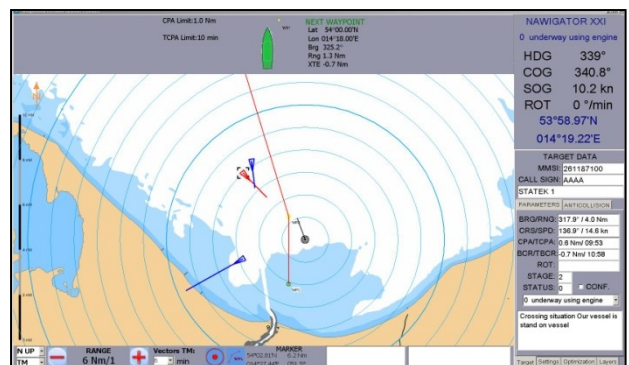 CPA Limit:1.0 Nm
TCPA Limit:10 min
WP
NEXT WAYPOINT
Lat 54°00.00'N
Lon 014°18.00'E
Brg 325.2°
Rng 1.3 Nm
XTE -0.7 Nm
NAWIGATOR XXI
0 underway using engine
HDG 339°
COG 340.8°
SOG 10.2 kn
ROT 0 °/min
53°58.97'N
014°19.22'E
TARGET DATA
MMSI: 261187100
CALL SIGN: AAAA
STATEK 1
PARAMETERS ANTICOLLISION
BRG/RNG: 317.9° / 4.0 Nm
CRS/SPD: 136.9° / 14.6 kn
CPA/TCPA: 0.6 Nm/ 09:53
BCR/TBCR: -0.7 Nm/ 10:58
ROT:
STAGE: 2
STATUS: 0 CONF.
0 underway using engine
Crossing situation Our vessel is
stand on vessel
Target Settings Optimization Layers
N UP
TM
RANGE
6 Nm/1
Vectors TM:
min
MARKER